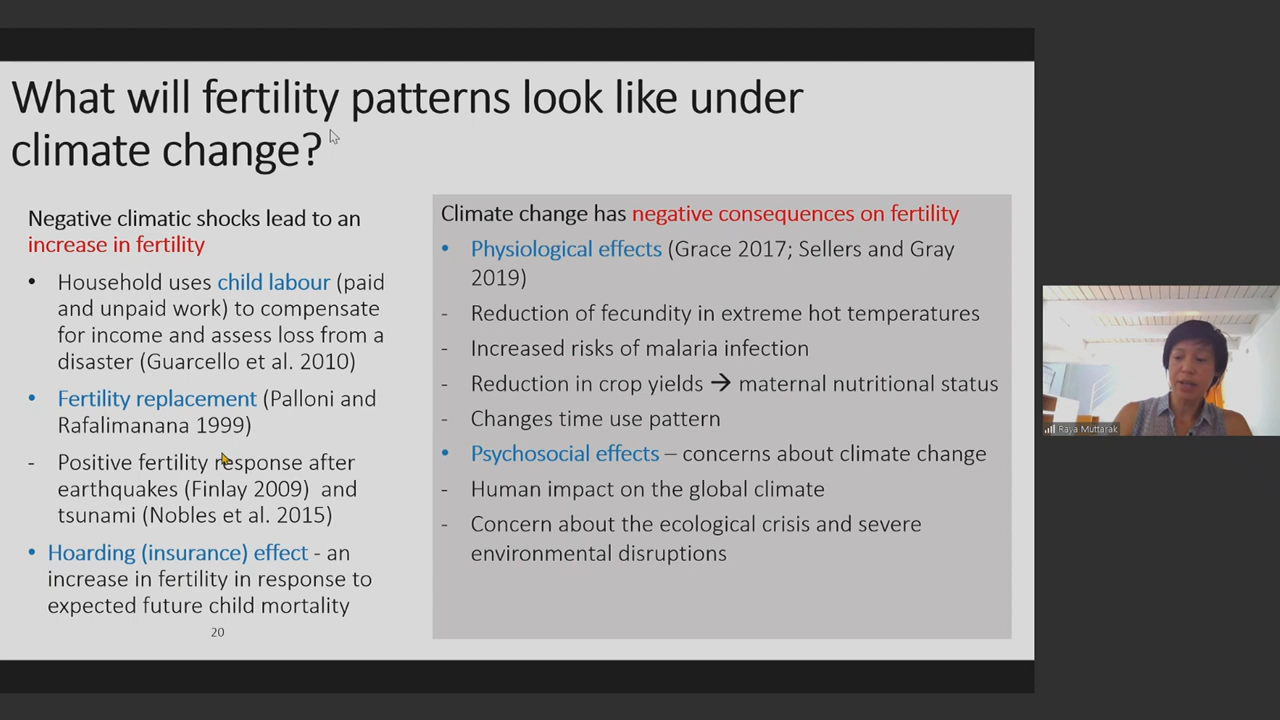 What will fertility patterns look like under
climate change?
Negative climatic shocks lead to an
increase in fertility
• Household uses child labour (paid
and unpaid work) to compensate
for income and assess loss from a
disaster (Guarcello et al. 2010)
• Fertility replacement (Palloni and
Rafalimanana 1999)
- Positive fertility response after
earthquakes (Finlay 2009) and
tsunami (Nobles et al. 2015)
• Hoarding (insurance) effect - an
increase in fertility in response to
expected future child mortality
20
Climate change has negative consequences on fertility
• Physiological effects (Grace 2017; Sellers and Gray
2019)
- Reduction of fecundity in extreme hot temperatures
- Increased risks of malaria infection
- Reduction in crop yields → maternal nutritional status
- Changes time use pattern
• Psychosocial effects – concerns about climate change
- Human impact on the global climate
- Concern about the ecological crisis and severe
environmental disruptions
Raya Muttarak